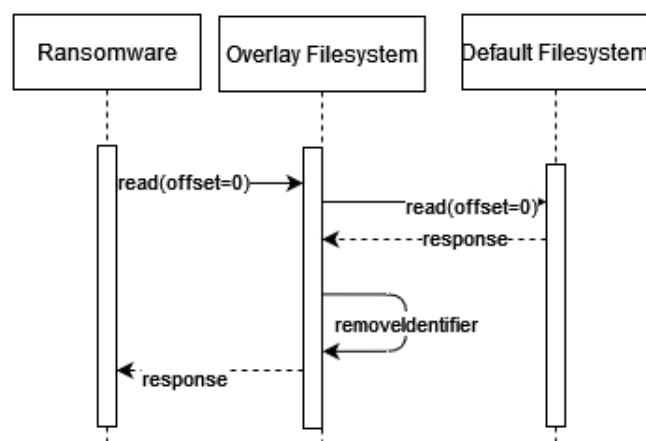 Ransomware
Overlay Filesystem
Default Filesystem
read(offset=0)
read(offset=0)
response
removeIdentifier
response